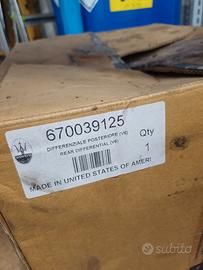 670039125
DIFFERENZIALE POSTERIORE (V6)
REAR DIFFERENTIAL (V6)
Qty
1
MADE IN UNITED STATES OF AMERI
subito